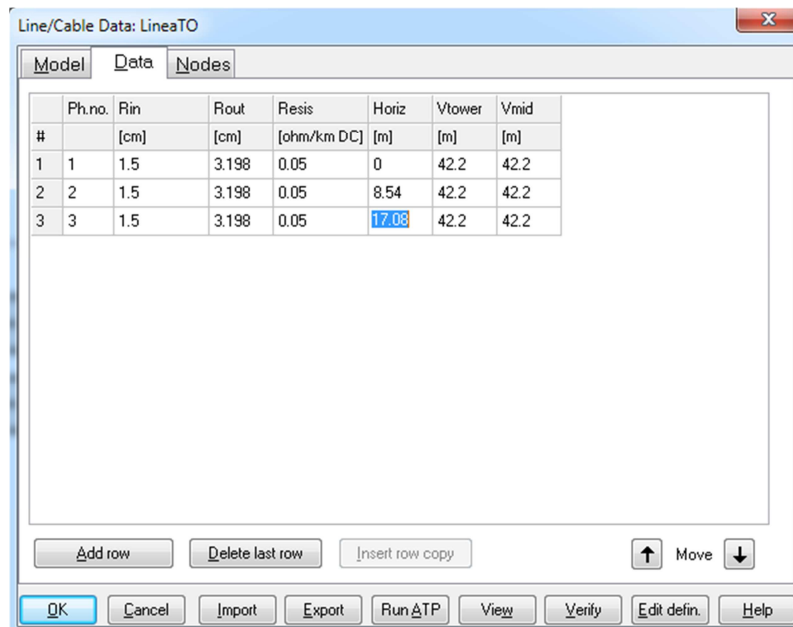 Line/Cable Data: LineaTO
Model Data Nodes
Ph.no. Rin Rout Resis Horiz Vtower Vmid
# [cm] [cm] [ohm/km DC] [m] [m] [m]
1 1 1.5 3.198 0.05 0 42.2 42.2
2 2 1.5 3.198 0.05 8.54 42.2 42.2
3 3 1.5 3.198 0.05 17.08 42.2 42.2
Add row Delete last row Insert row copy Move
OK Cancel Import Export Run ATP View Verify Edit defin. Help